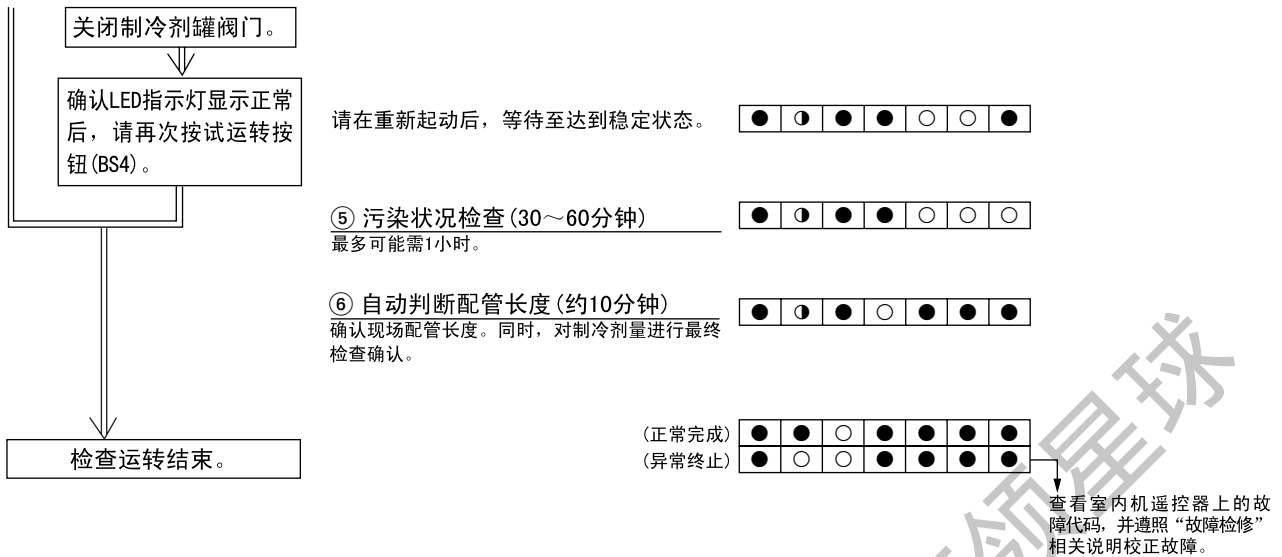 关闭制冷剂罐阀门。
确认LED指示灯显示正常
后，请再次按试运转按
钮(BS4)。
请在重新起动后，等待至达到稳定状态。
⑤ 污染状况检查(30～60分钟)
最多可能需1小时。
⑥ 自动判断配管长度(约10分钟)
确认现场配管长度。同时，对制冷剂量进行最终
检查确认。
检查运转结束。
(正常完成)
(异常终止)
查看室内机遥控器上的故
障代码，并遵照“故障检修”
相关说明校正故障。
领星球